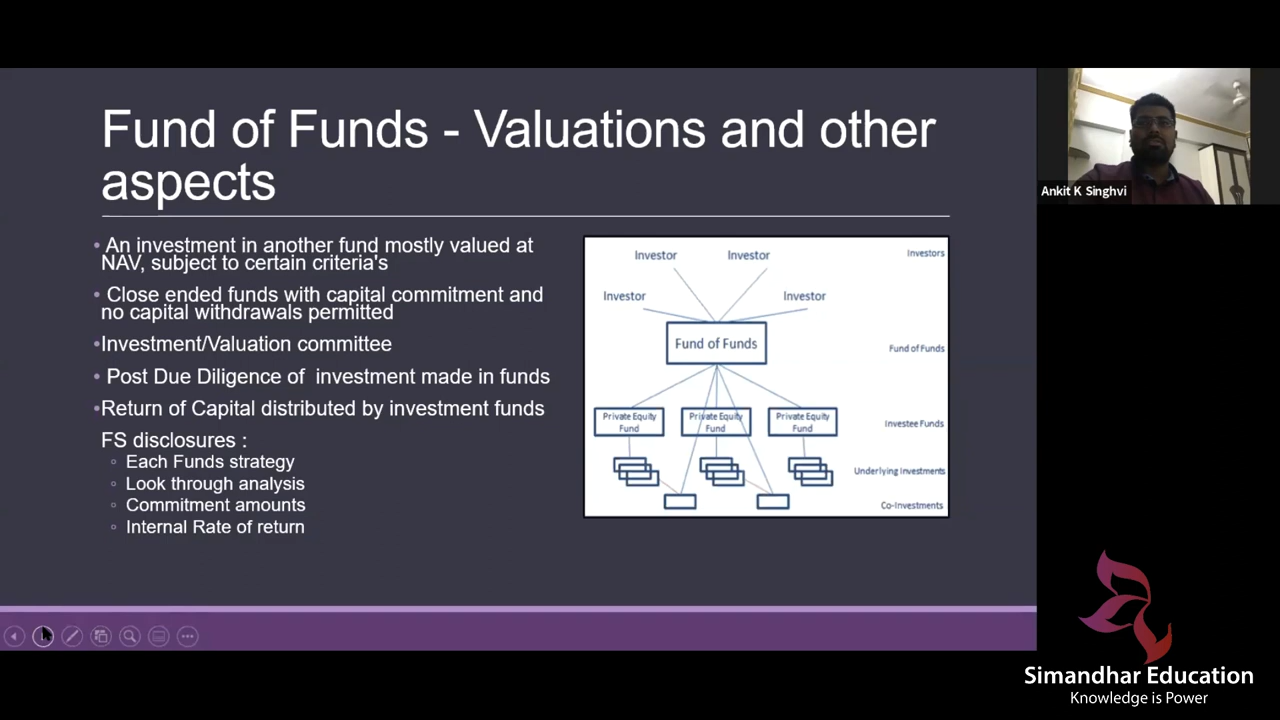 Fund of Funds - Valuations and other
aspects
• An investment in another fund mostly valued at
NAV, subject to certain criteria's
• Close ended funds with capital commitment and
no capital withdrawals permitted
•Investment/Valuation committee
• Post Due Diligence of investment made in funds
•Return of Capital distributed by investment funds
FS disclosures :
◦ Each Funds strategy
◦ Look through analysis
◦ Commitment amounts
◦ Internal Rate of return
Investor Investor Investors
Investor Investor
Fund of Funds Fund of Funds
Private Equity Fund
Private Equity Fund
Private Equity Fund
Investee Funds
Underlying Investments
Co-Investments
Ankit K Singhvi
Simandhar Education
Knowledge is Power